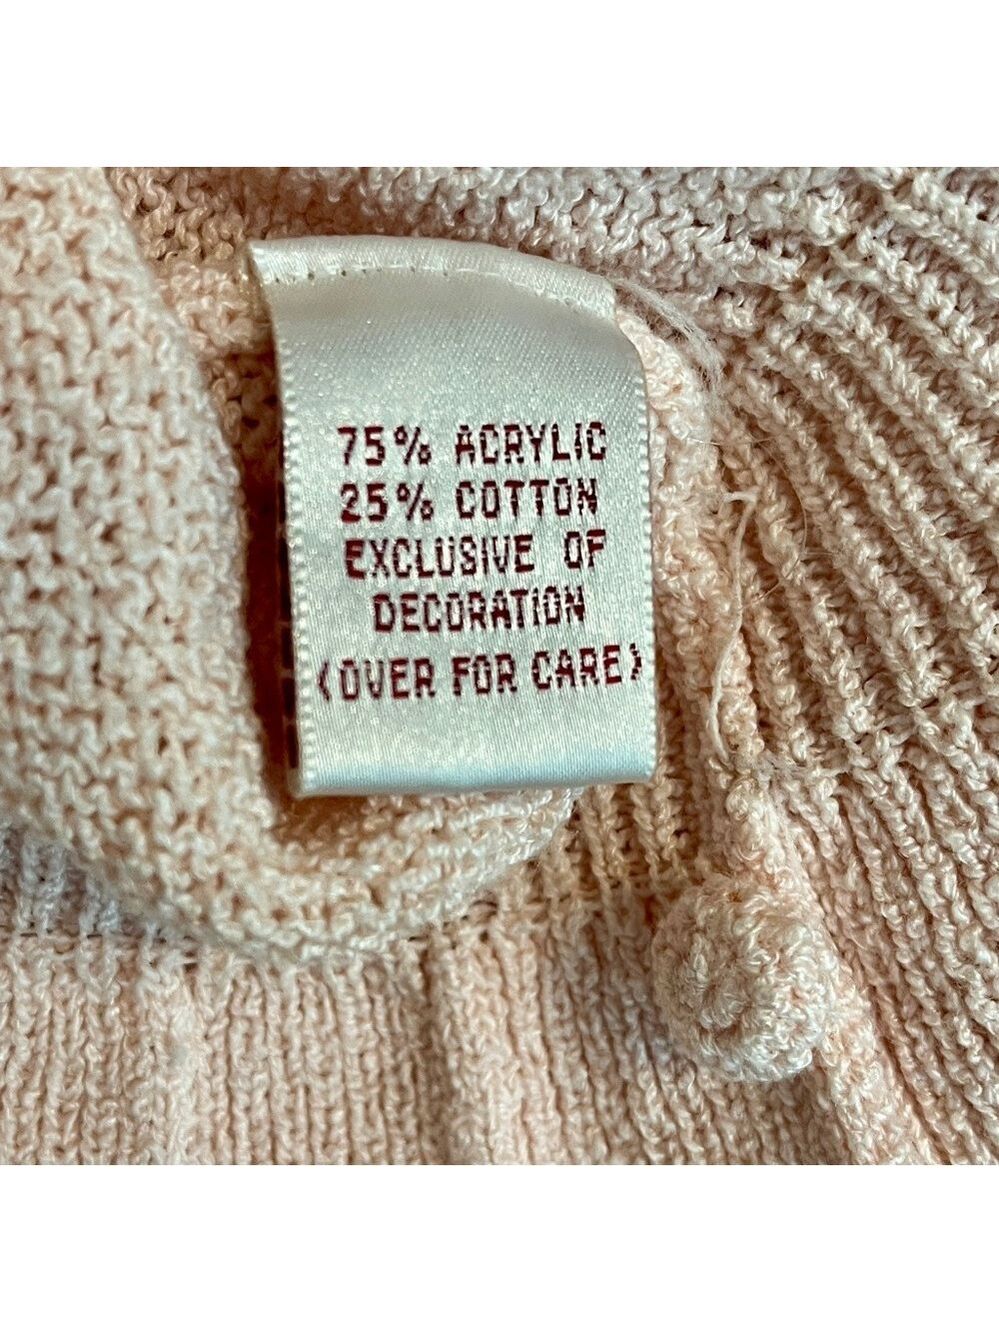 75% ACRYLIC
25% COTTON
EXCLUSIVE OF
DECORATION
(OVER FOR CARE)